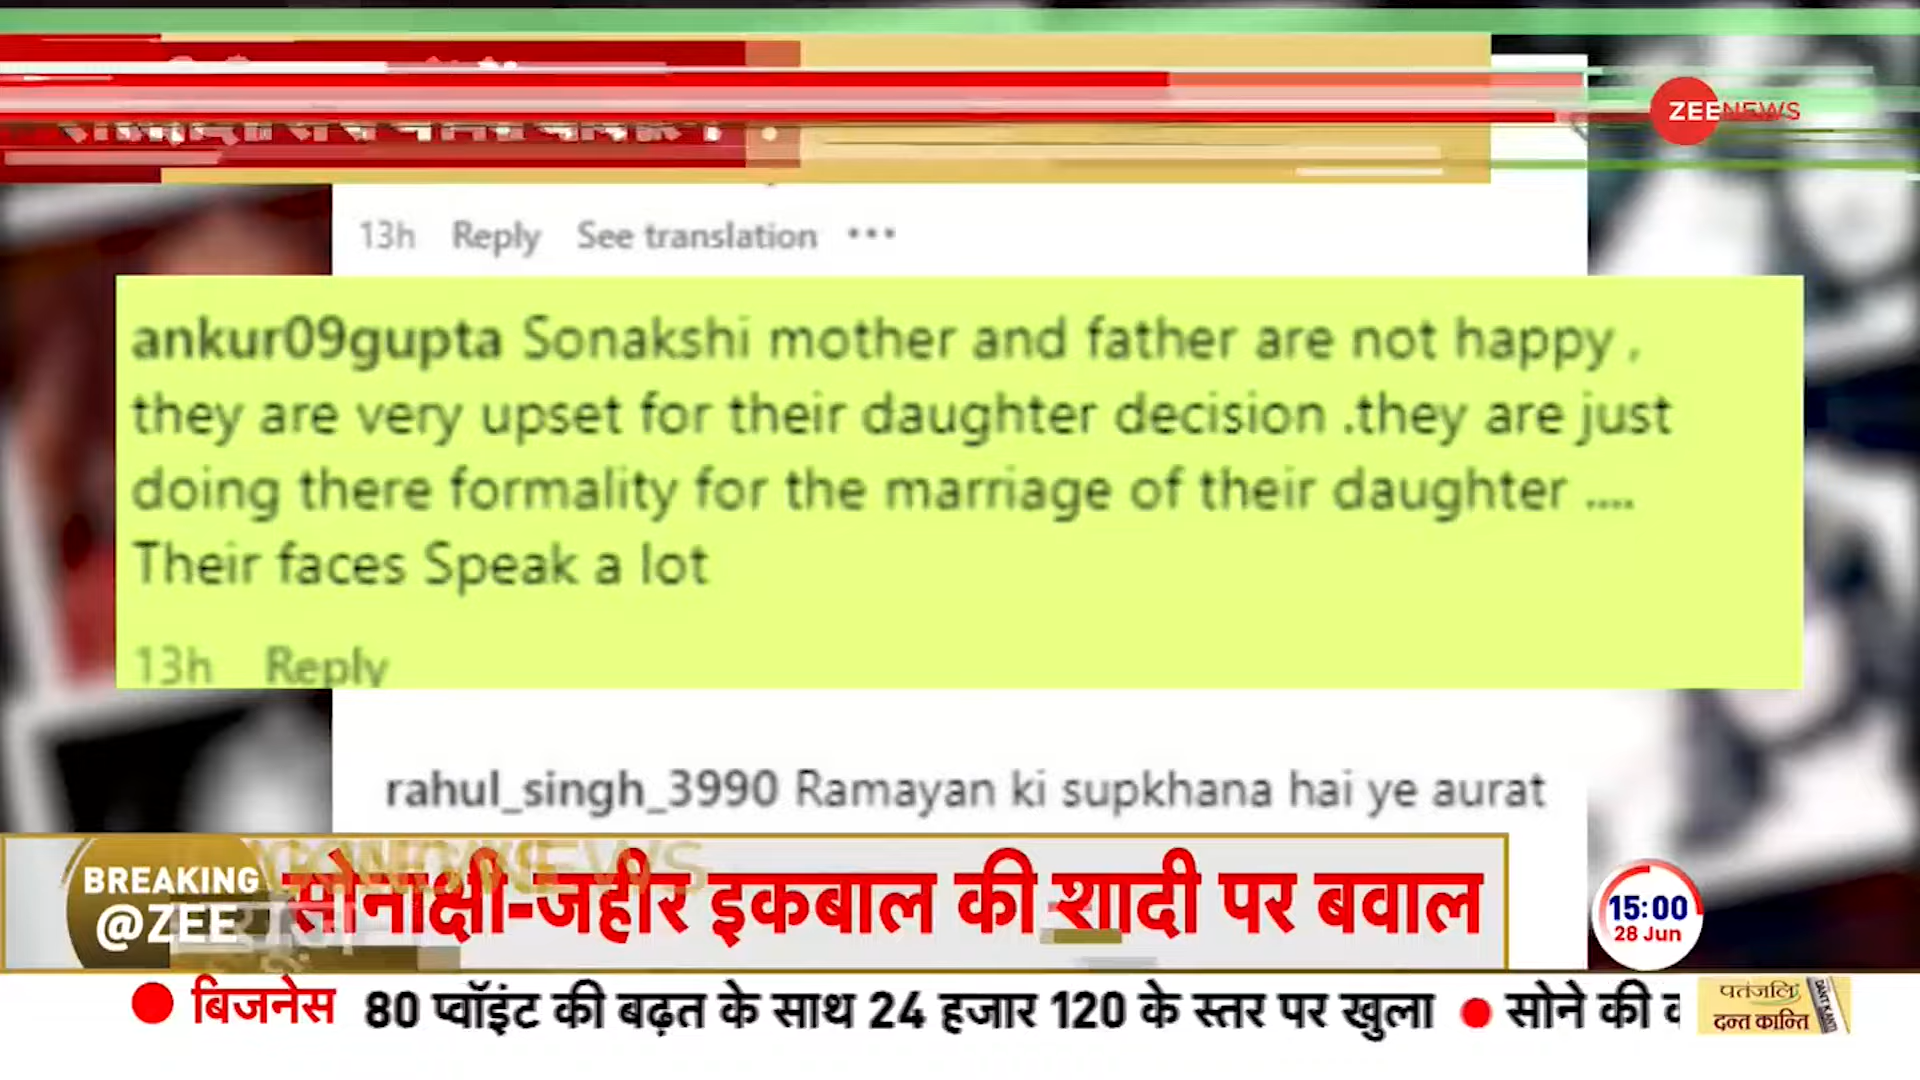 ZEE NEWS
13h Reply See translation •••
ankur09gupta Sonakshi mother and father are not happy ,
they are very upset for their daughter decision .they are just
doing there formality for the marriage of their daughter ....
Their faces Speak a lot
13h Reply
rahul_singh_3990 Ramayan ki supkhana hai ye aurat
BREAKING
@ZEE
सोनाक्षी-जहीर इकबाल की शादी पर बवाल
15:00
28 Jun
बिजनेस 80 प्वॉइंट की बढ़त के साथ 24 हजार 120 के स्तर पर खुला • सोने की
पतंजलि
दन्त कान्ति